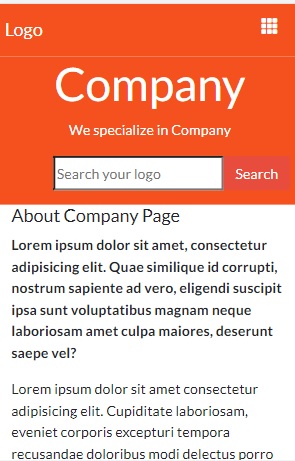 Logo
Company
We specialize in Company
Search your logo
Search
About Company Page
Lorem ipsum dolor sit amet, consectetur
adipisicing elit. Quae similique id corrupti,
nostrum sapiente ad vero, eligendi suscipit
ipsa sunt voluptatibus magnam neque
laboriosam amet culpa maiores, deserunt
saepe vel?
Lorem ipsum dolor sit amet consectetur
adipisicing elit. Cupiditate laboriosam,
eveniet corporis excepturi tempora
recusandae doloribus modi delectus porro